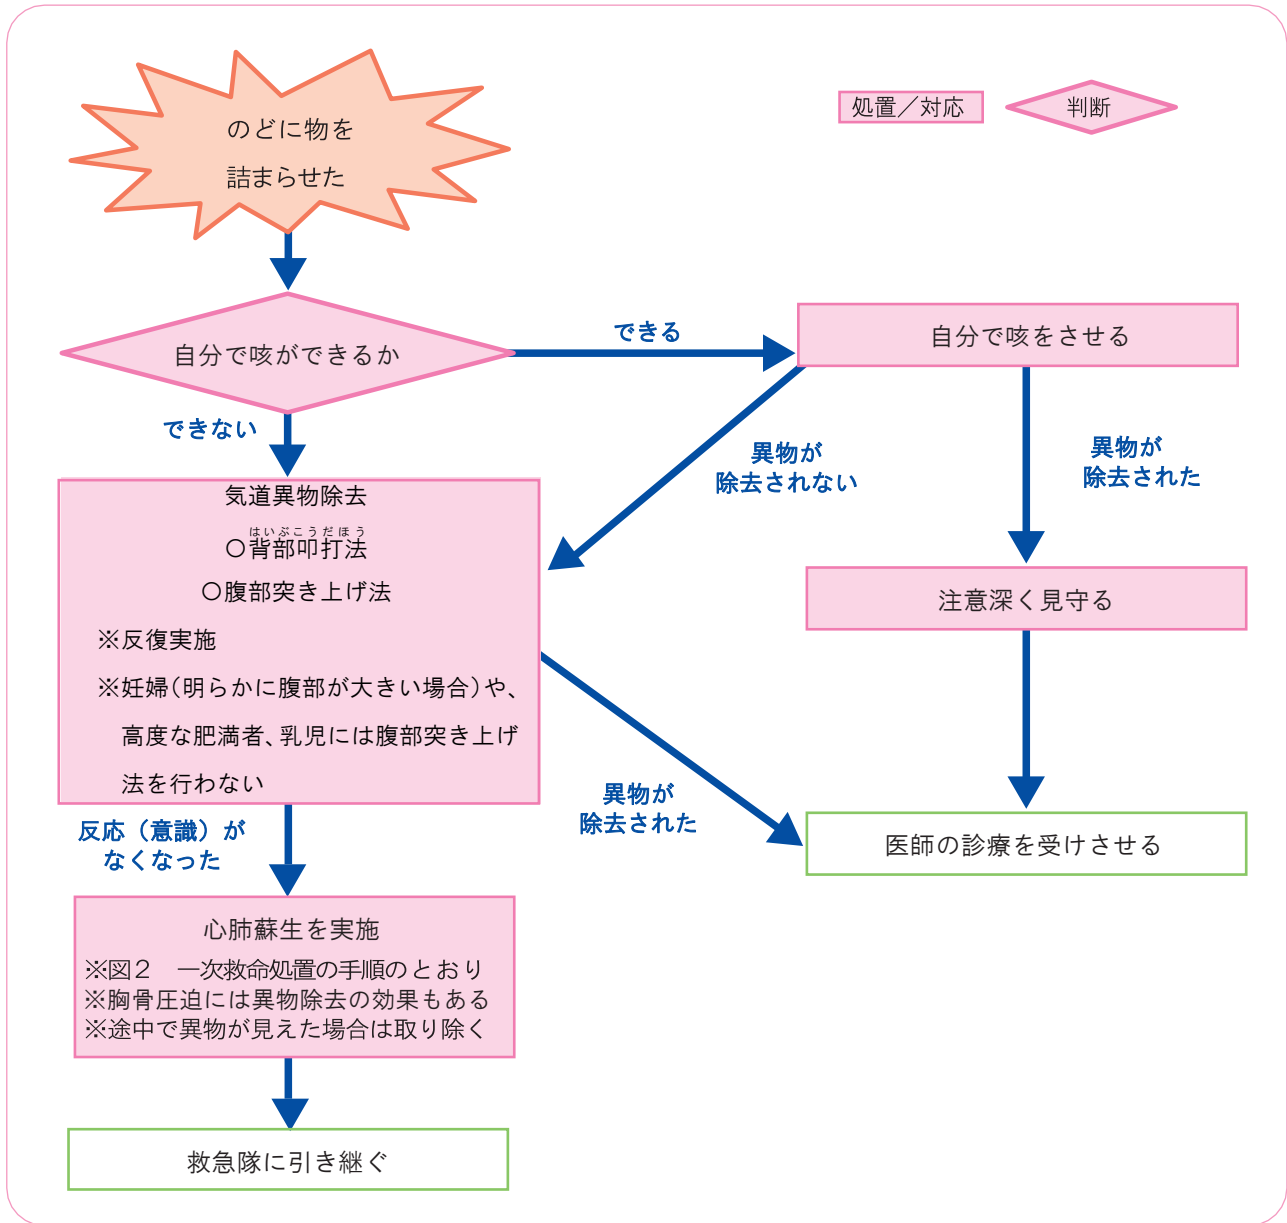 のどに物を
詰まらせた
処置／対応
判断
自分で咳ができるか
できる
自分で咳をさせる
できない
異物が
除去されない
異物が
除去された
気道異物除去
はいぶこうだほう
○背部叩打法
○腹部突き上げ法
※反復実施
※妊婦（明らかに腹部が大きい場合）や、
高度な肥満者、乳児には腹部突き上げ
法を行わない
注意深く見守る
異物が
除去された
医師の診療を受けさせる
反応（意識）が
なくなった
心肺蘇生を実施
※図２　一次救命処置の手順のとおり
※胸骨圧迫には異物除去の効果もある
※途中で異物が見えた場合は取り除く
救急隊に引き継ぐ